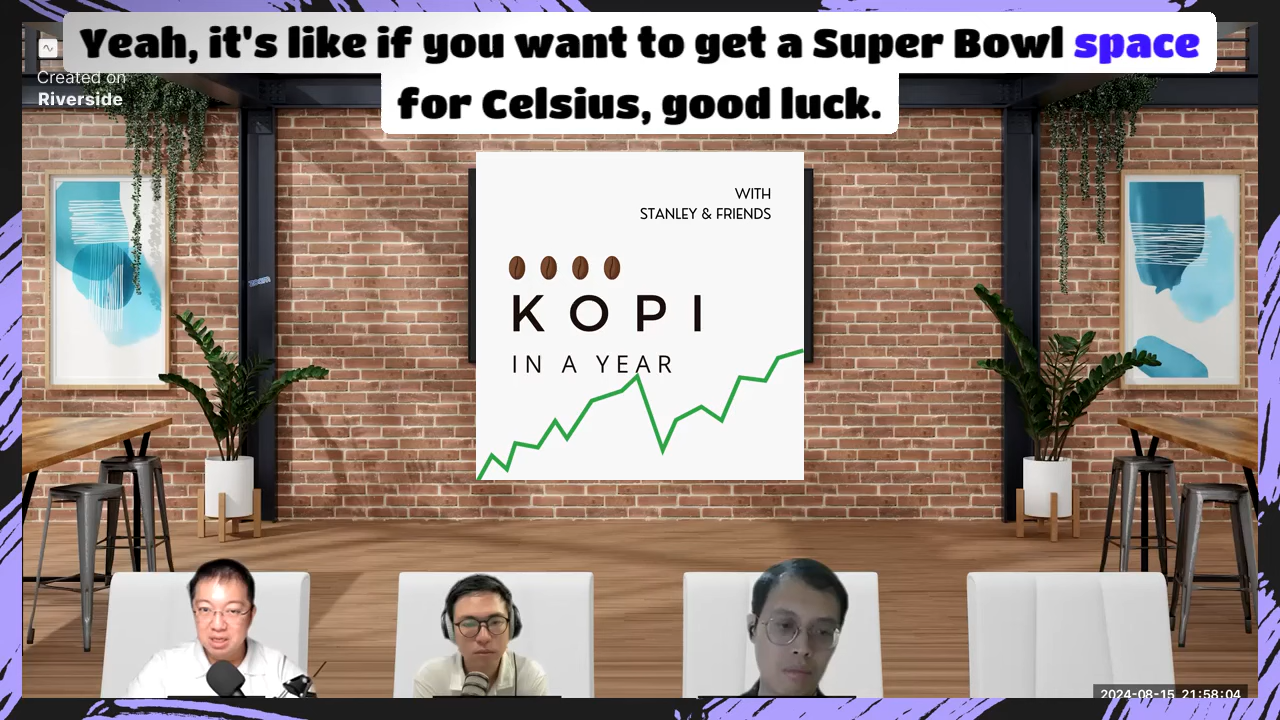 Yeah, it's like if you want to get a Super Bowl space
for Celsius, good luck.
Created on
Riverside
WITH
STANLEY & FRIENDS
KOPI
IN A YEAR
2024-08-15 21:58:04